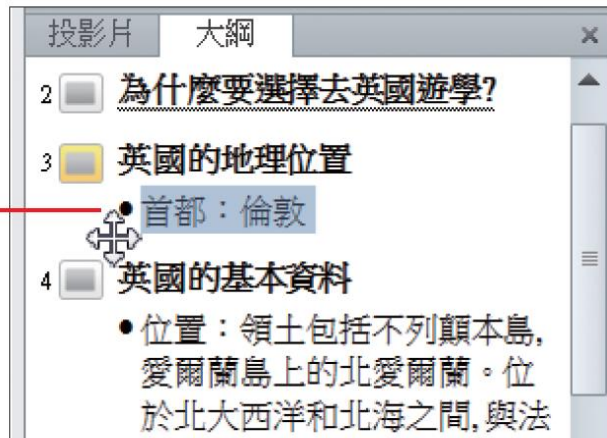 投影片 大綱
2 為什麼要選擇去英國遊學?
3 英國的地理位置
•首都：倫敦
4 英國的基本資料
•位置：領土包括不列顛本島,
愛爾蘭島上的北愛爾蘭。位
於北大西洋和北海之間,與法